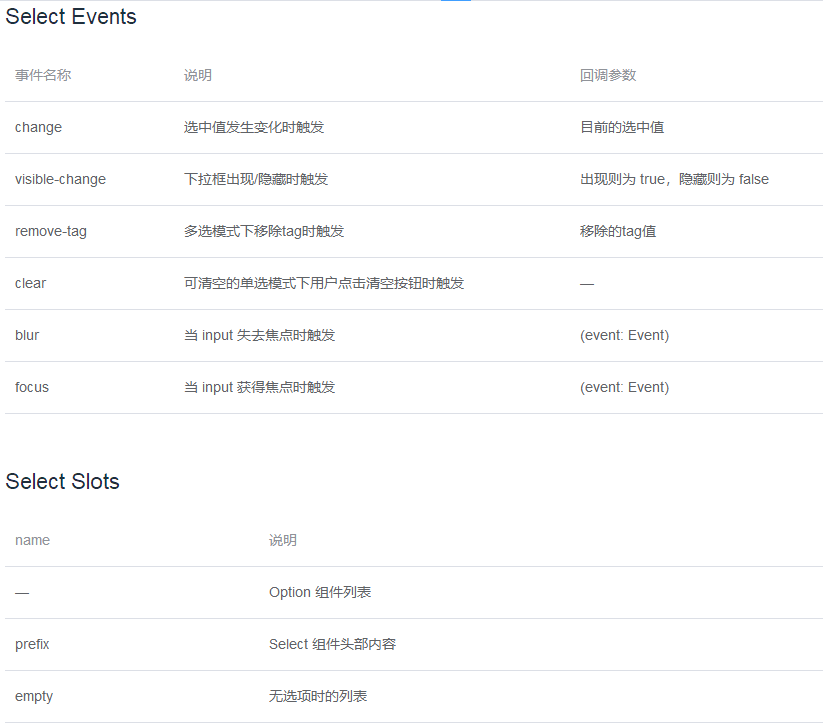 Select Events
事件名称 说明 回调参数
change 选中值发生变化时触发 目前的选中值
visible-change 下拉框出现/隐藏时触发 出现则为 true，隐藏则为 false
remove-tag 多选模式下移除tag时触发 移除的tag值
clear 可清空的单选模式下用户点击清空按钮时触发 —
blur 当 input 失去焦点时触发 (event: Event)
focus 当 input 获得焦点时触发 (event: Event)
Select Slots
name 说明
— Option 组件列表
prefix Select 组件头部内容
empty 无选项时的列表